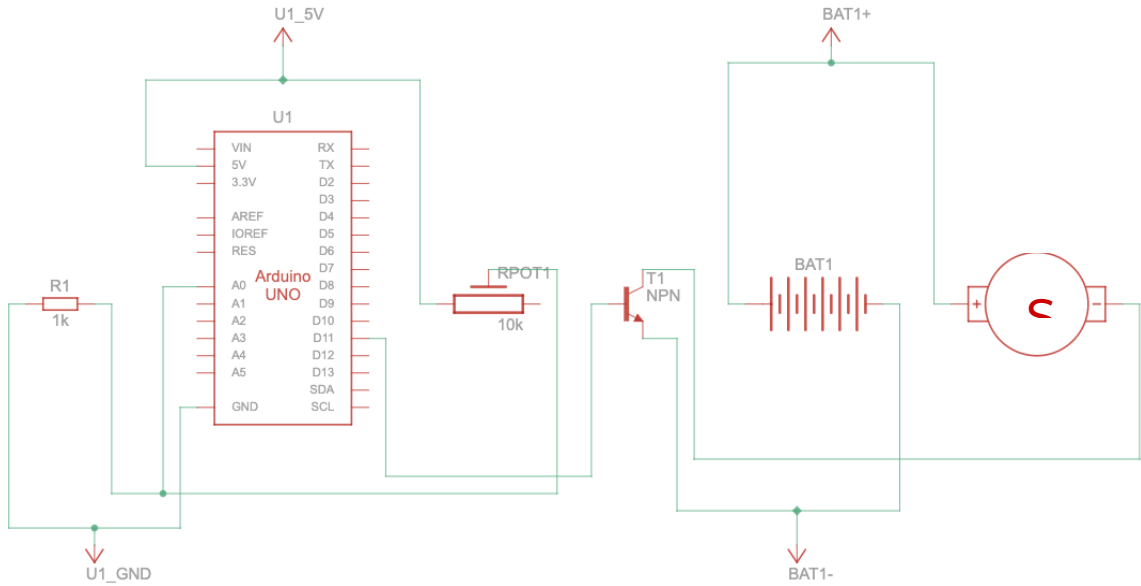 U1_5V
BAT1+
U1
VIN
5V
3.3V
AREF
IOREF
RES
A0
A1
A2
A3
A4
A5
GND
RX
TX
D2
D3
D4
D5
D6
D7
D8
D9
D10
D11
D12
D13
SDA
SCL
Arduino
UNO
R1
1k
RPOT1
10k
T1
NPN
BAT1
+
-
U1_GND
BAT1-